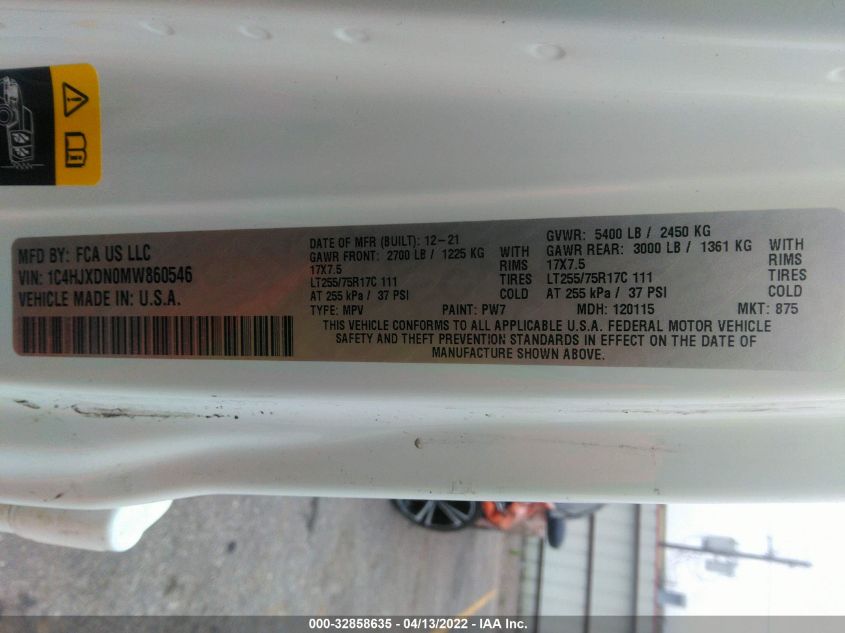 MFD BY: FCA US LLC
VIN: 1C4HJXDN0MW860546
VEHICLE MADE IN: U.S.A.
DATE OF MFR (BUILT): 12-21
GAWR FRONT: 2700 LB / 1225 KG WITH
17X7.5 RIMS
LT255/75R17C 111 TIRES
AT 255 kPa / 37 PSI COLD
GVWR: 5400 LB / 2450 KG
GAWR REAR: 3000 LB / 1361 KG WITH
17X7.5 RIMS
LT255/75R17C 111 TIRES
AT 255 kPa / 37 PSI COLD
TYPE: MPV PAINT: PW7 MDH: 120115 MKT: 875
THIS VEHICLE CONFORMS TO ALL APPLICABLE U.S.A. FEDERAL MOTOR VEHICLE
SAFETY AND THEFT PREVENTION STANDARDS IN EFFECT ON THE DATE OF
MANUFACTURE SHOWN ABOVE.
000-32858635 - 04/13/2022 - IAA Inc.